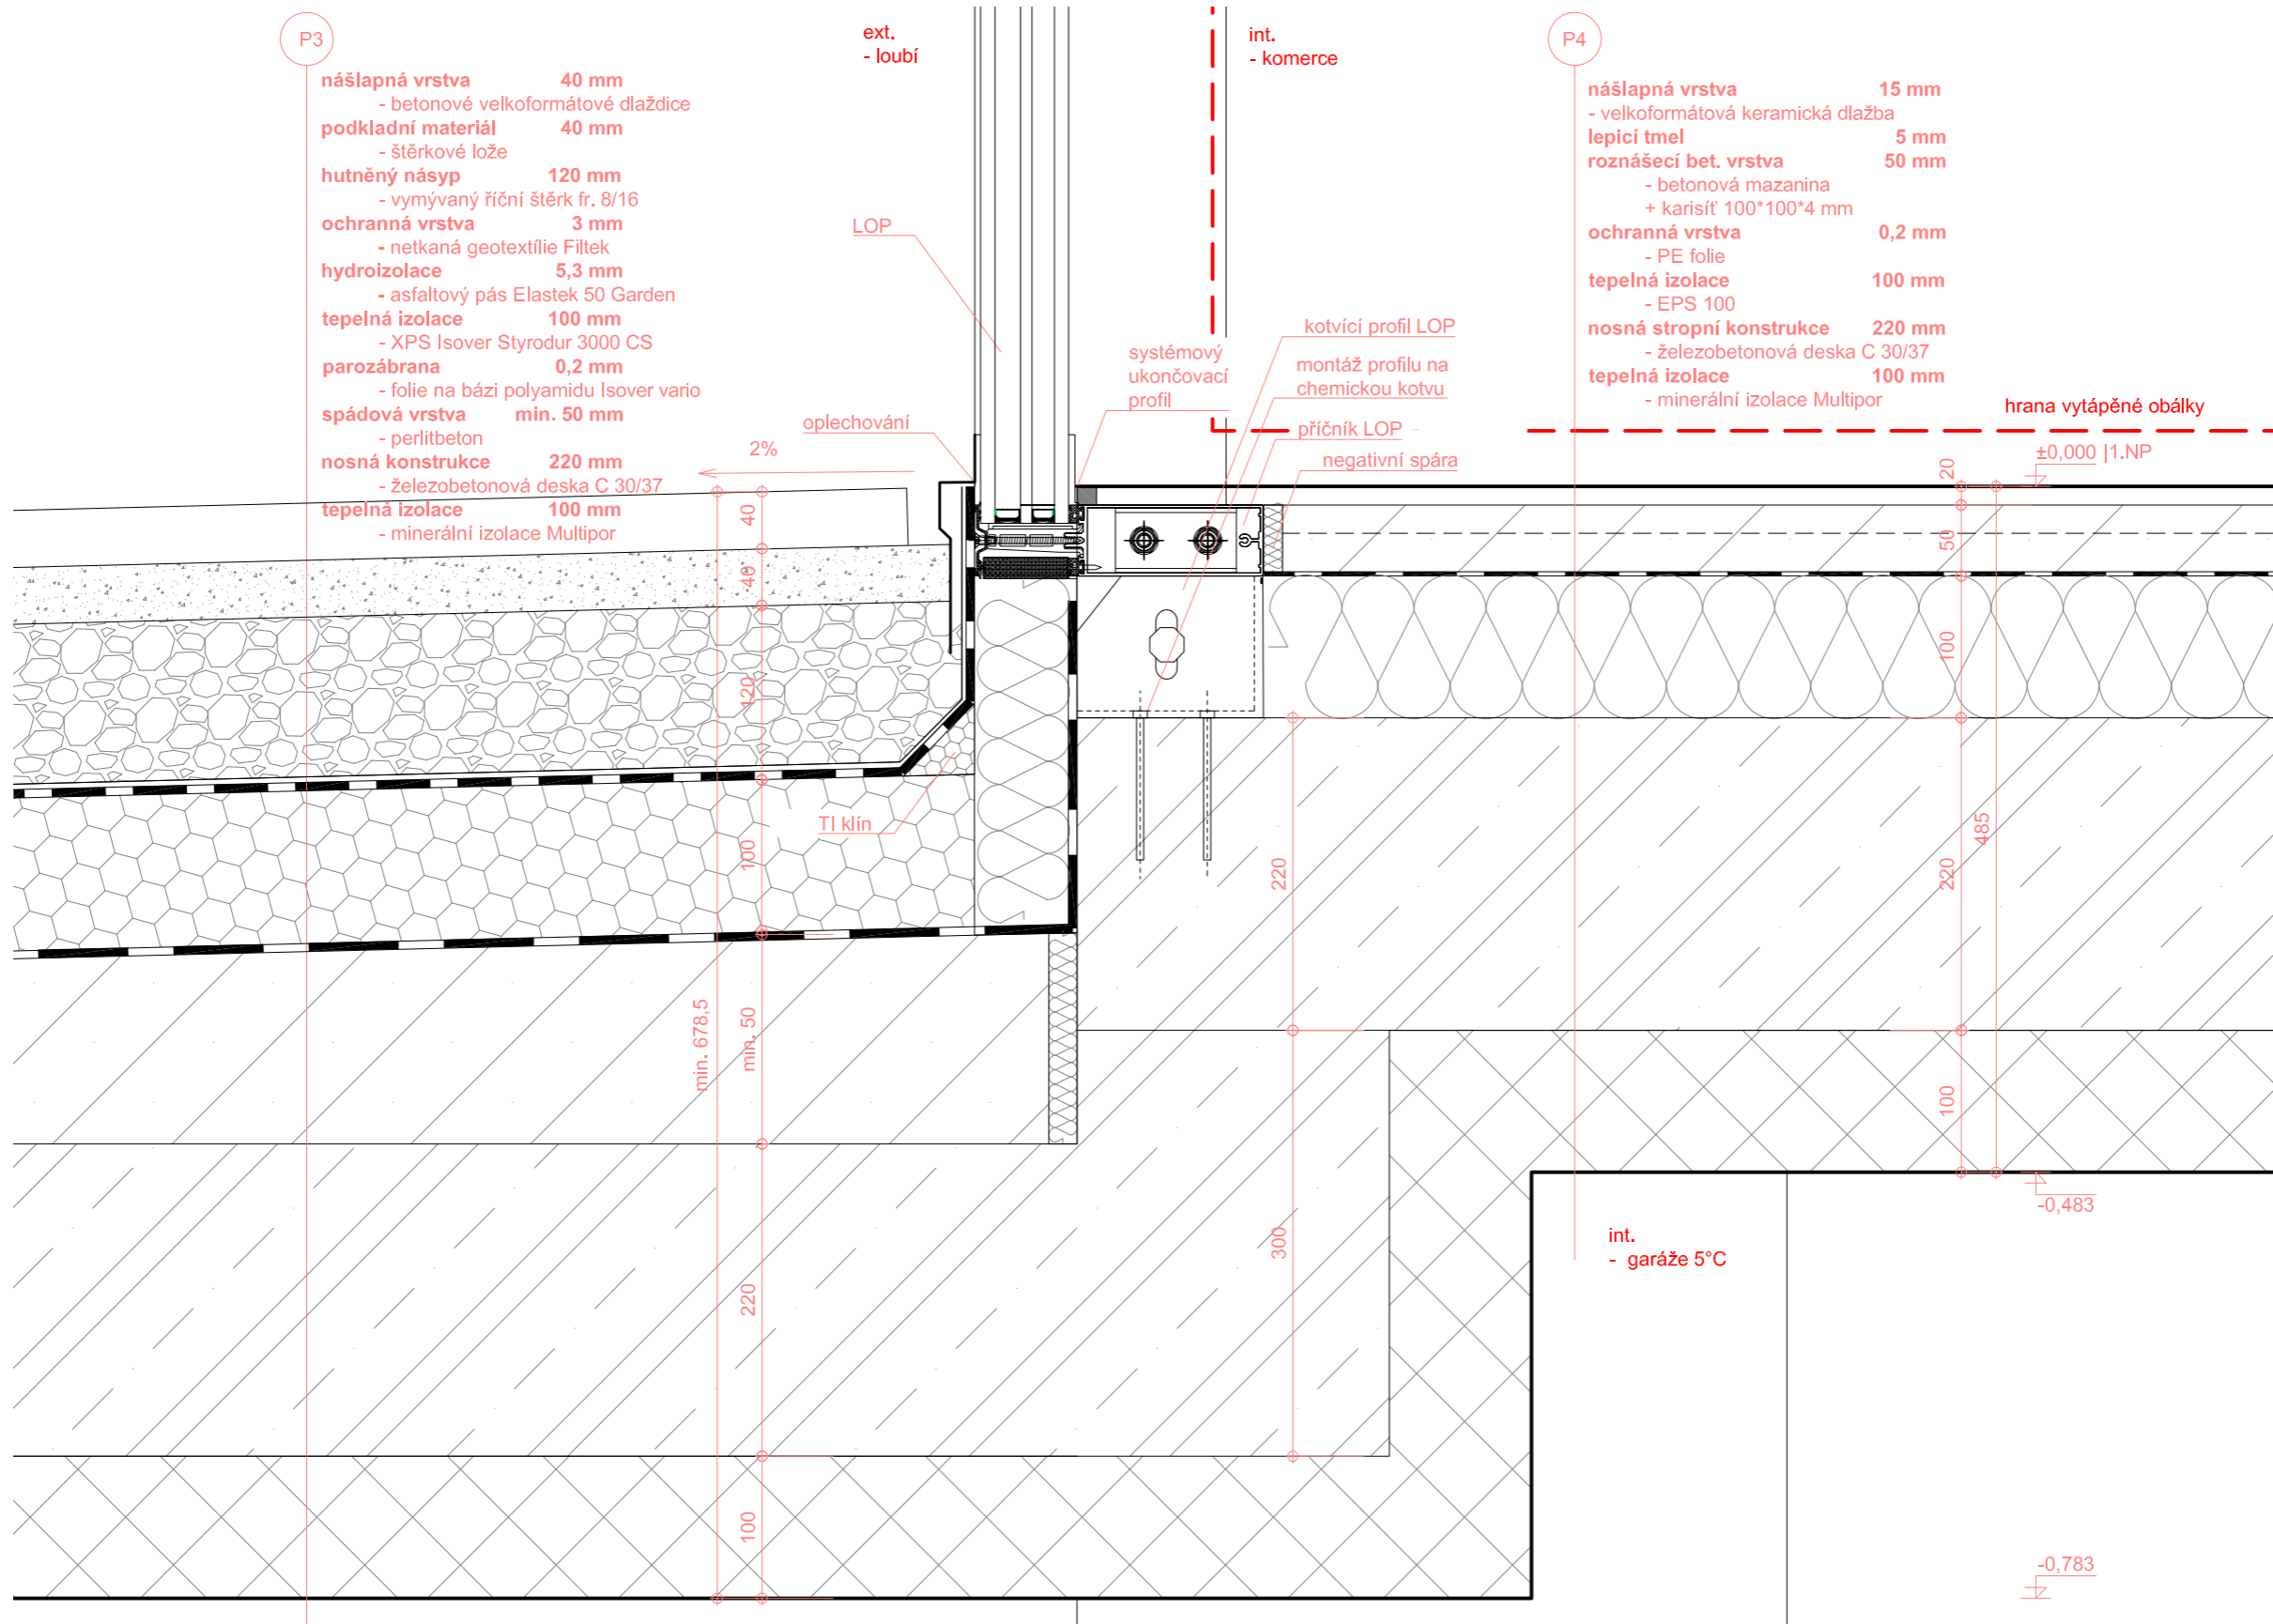 P3
nášlapná vrstva 40 mm
- betonové velkoformátové dlaždice
podkladní materiál 40 mm
- štěrkové lože
hutněný násyp 120 mm
- vymývaný říční štěrk fr. 8/16
ochranná vrstva 3 mm
- netkaná geotextílie Filtek
hydroizolace 5,3 mm
- asfaltový pás Elastek 50 Garden
tepelná izolace 100 mm
- XPS Isover Styrodur 3000 CS
parozábrana 0,2 mm
- folie na bázi polyamidu Isover vario
spádová vrstva min. 50 mm
- perlitbeton
nosná konstrukce 220 mm
- železobetonová deska C 30/37
tepelná izolace 100 mm
- minerální izolace Multipor
ext.
- loubí
int.
- komerce
P4
nášlapná vrstva 15 mm
- velkoformátová keramická dlažba
lepicí tmel 5 mm
roznášecí bet. vrstva 50 mm
- betonová mazanina
+ karisíť 100*100*4 mm
ochranná vrstva 0,2 mm
- PE folie
tepelná izolace 100 mm
- EPS 100
nosná stropní konstrukce 220 mm
- železobetonová deska C 30/37
tepelná izolace 100 mm
- minerální izolace Multipor
LOP
oplechování
2%
systémový
ukončovací
profil
kotvící profil LOP
montáž profilu na
chemickou kotvu
příčník LOP
negativní spára
hrana vytápěné obálky
±0,000 |1.NP
TI klín
40
40
120
100
min. 50
220
100
min. 678,5
220
300
20
50
100
220
100
485
-0,483
int.
- garáže 5°C
-0,783